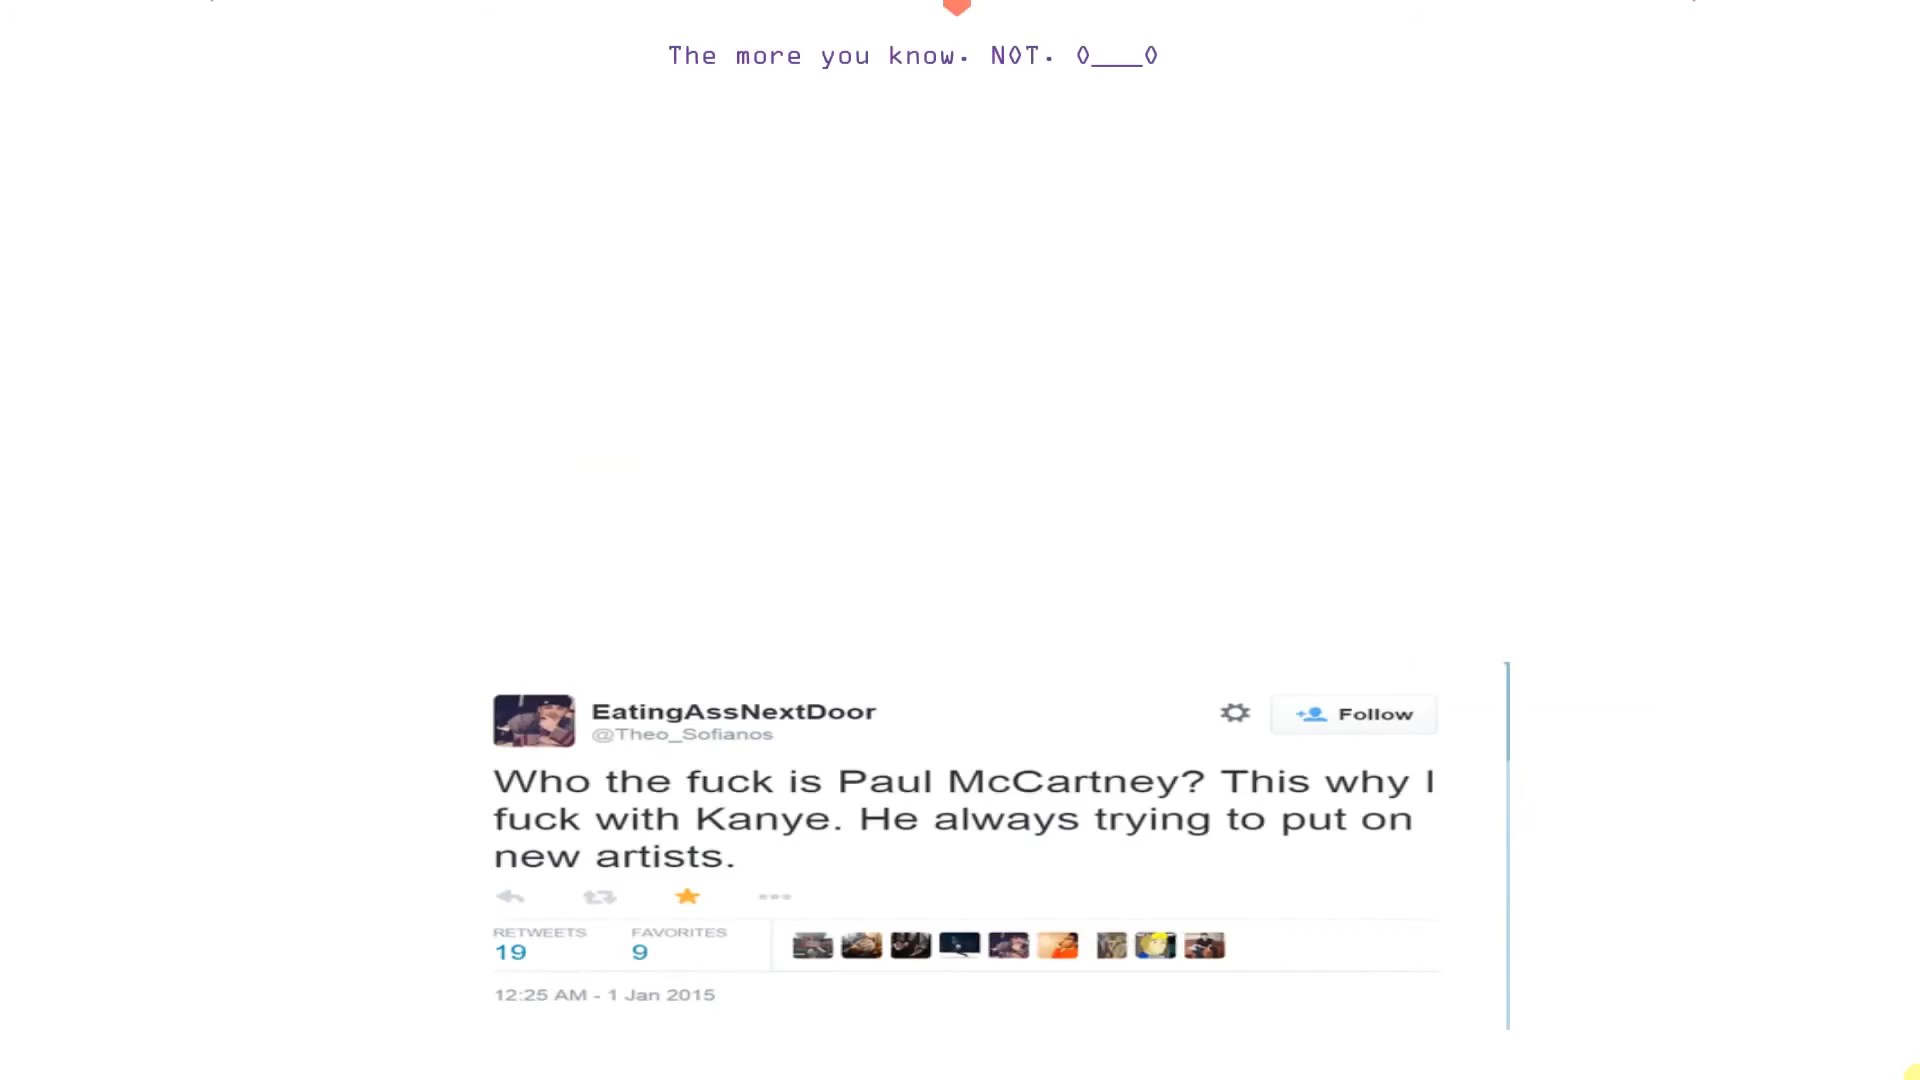 The more you know. NOT. 0___0
EatingAssNextDoor
@Theo_Sofianos
Follow
Who the fuck is Paul McCartney? This why I
fuck with Kanye. He always trying to put on
new artists.
RETWEETS FAVORITES
19 9
12:25 AM - 1 Jan 2015